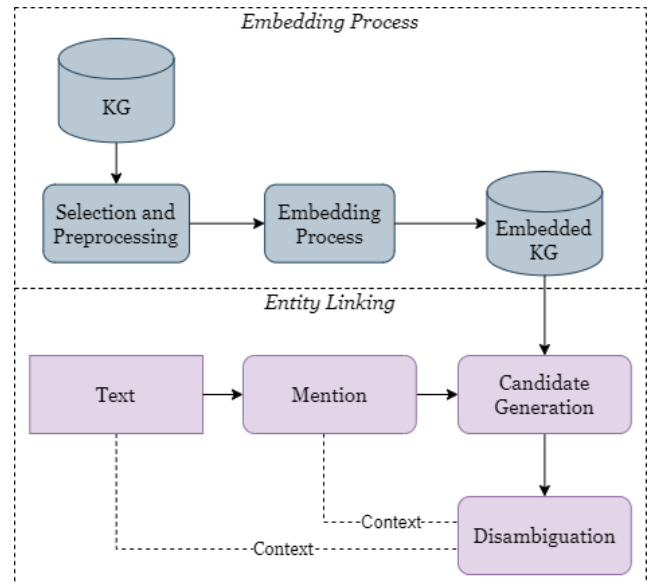 Embedding Process
KG
Selection and
Preprocessing
Embedding
Process
Embedded
KG
Entity Linking
Text
Mention
Candidate
Generation
Context
Disambiguation
Context